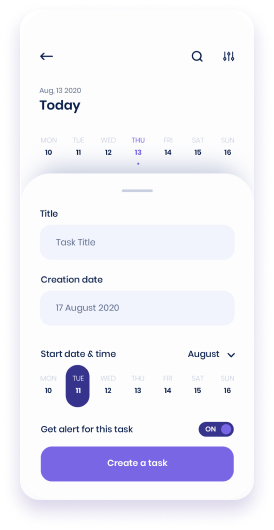 Aug, 13 2020
Today
MON TUE WED THU FRI SAT SUN
10 11 12 13 14 15 16
Title
Task Title
Creation date
17 August 2020
Start date & time August
MON TUE WED THU FRI SAT SUN
10 11 12 13 14 15 16
Get alert for this task ON
Create a task